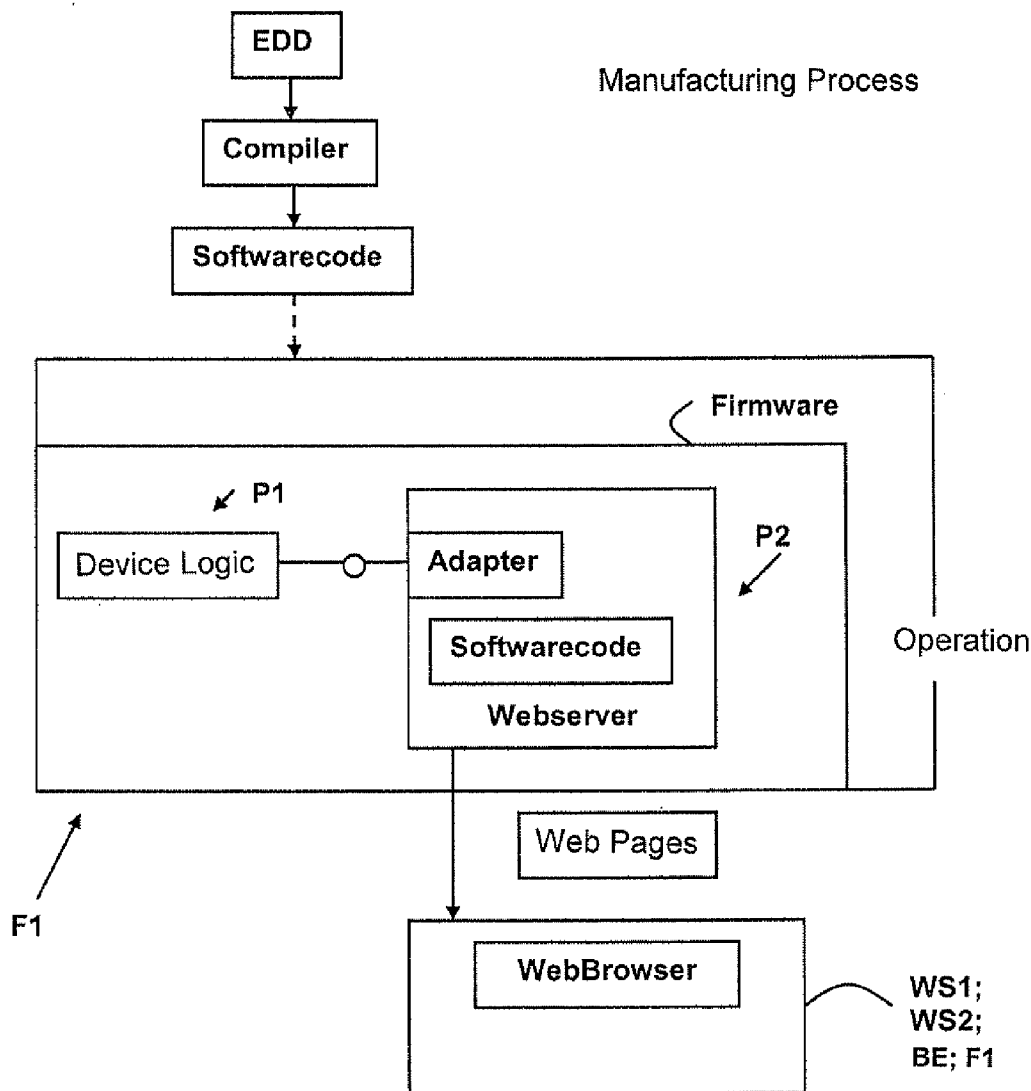 EDD
Manufacturing Process
Compiler
Softwarecode
Firmware
P1
P2
Device Logic
Adapter
Softwarecode
Operation
Webserver
Web Pages
F1
WebBrowser
WS1;
WS2;
BE; F1